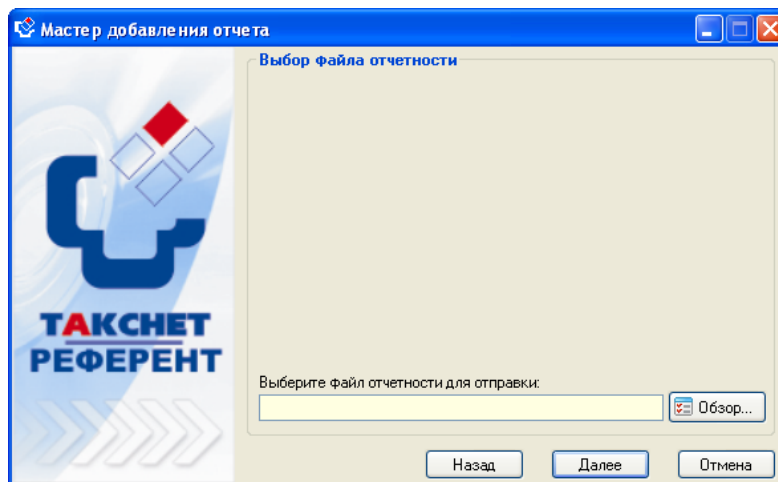 Мастер добавления отчета
Выбор файла отчетности
ТАКСНЕТ
РЕФЕРЕНТ
Выберите файл отчетности для отправки:
Обзор...
Назад
Далее
Отмена